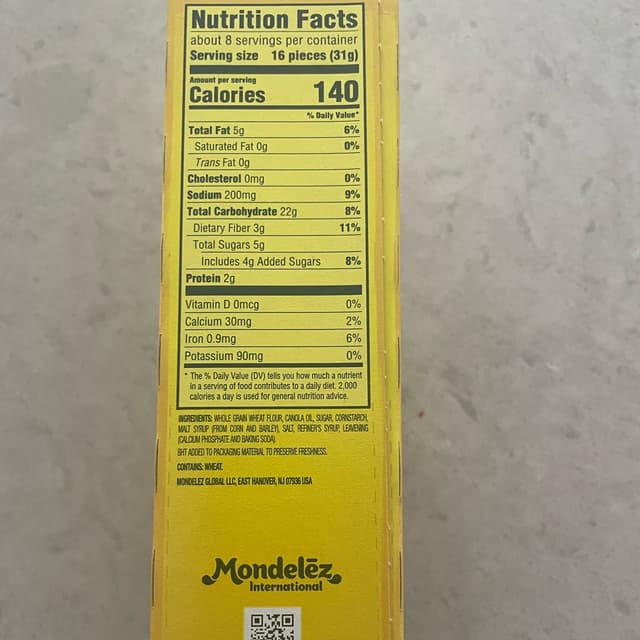 Nutrition Facts
about 8 servings per container
Serving size 16 pieces (31g)
Amount per serving
Calories 140
% Daily Value*
Total Fat 5g 6%
Saturated Fat 0g 0%
Trans Fat 0g
Cholesterol 0mg 0%
Sodium 200mg 9%
Total Carbohydrate 22g 8%
Dietary Fiber 3g 11%
Total Sugars 5g
Includes 4g Added Sugars 8%
Protein 2g
Vitamin D 0mcg 0%
Calcium 30mg 2%
Iron 0.9mg 6%
Potassium 90mg 0%
* The % Daily Value (DV) tells you how much a nutrient
in a serving of food contributes to a daily diet. 2,000
calories a day is used for general nutrition advice.
INGREDIENTS: WHOLE GRAIN WHEAT FLOUR, CANOLA OIL, SUGAR, CORNSTARCH,
MALT SYRUP (FROM CORN AND BARLEY), SALT, REFINER'S SYRUP, LEAVENING
(CALCIUM PHOSPHATE AND BAKING SODA).
BHT ADDED TO PACKAGING MATERIAL TO PRESERVE FRESHNESS.
CONTAINS: WHEAT.
MONDELEZ GLOBAL LLC, EAST HANOVER, NJ 07936 USA
Mondelēz
International